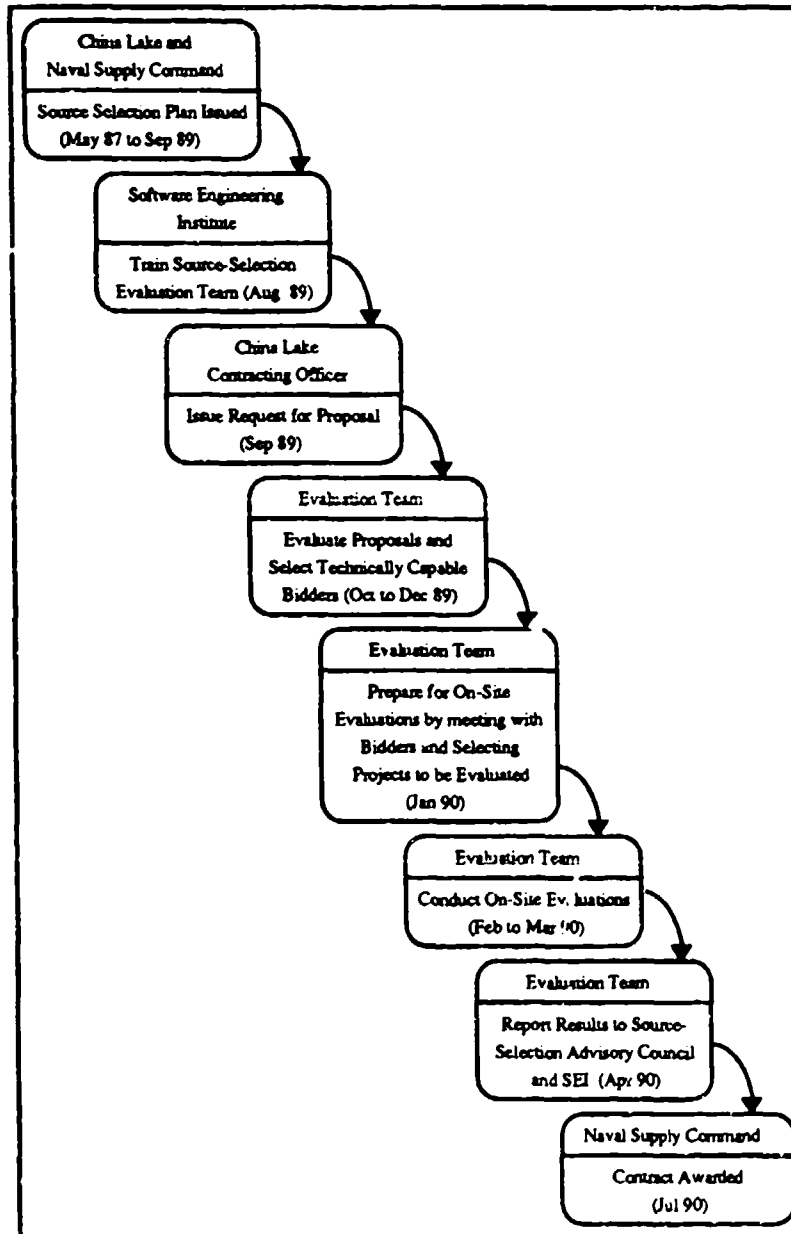 China Lake and
Naval Supply Command
Source Selection Plan Issued
(May 87 to Sep 89)
Software Engineering
Institute
Train Source-Selection
Evaluation Team (Aug 89)
China Lake
Contracting Officer
Issue Request for Proposal
(Sep 89)
Evaluation Team
Evaluate Proposals and
Select Technically Capable
Bidders (Oct to Dec 89)
Evaluation Team
Prepare for On-Site
Evaluations by meeting with
Bidders and Selecting
Projects to be Evaluated
(Jan 90)
Evaluation Team
Conduct On-Site Evaluations
(Feb to Mar 90)
Evaluation Team
Report Results to Source-
Selection Advisory Council
and SEI (Apr 90)
Naval Supply Command
Contract Awarded
(Jul 90)